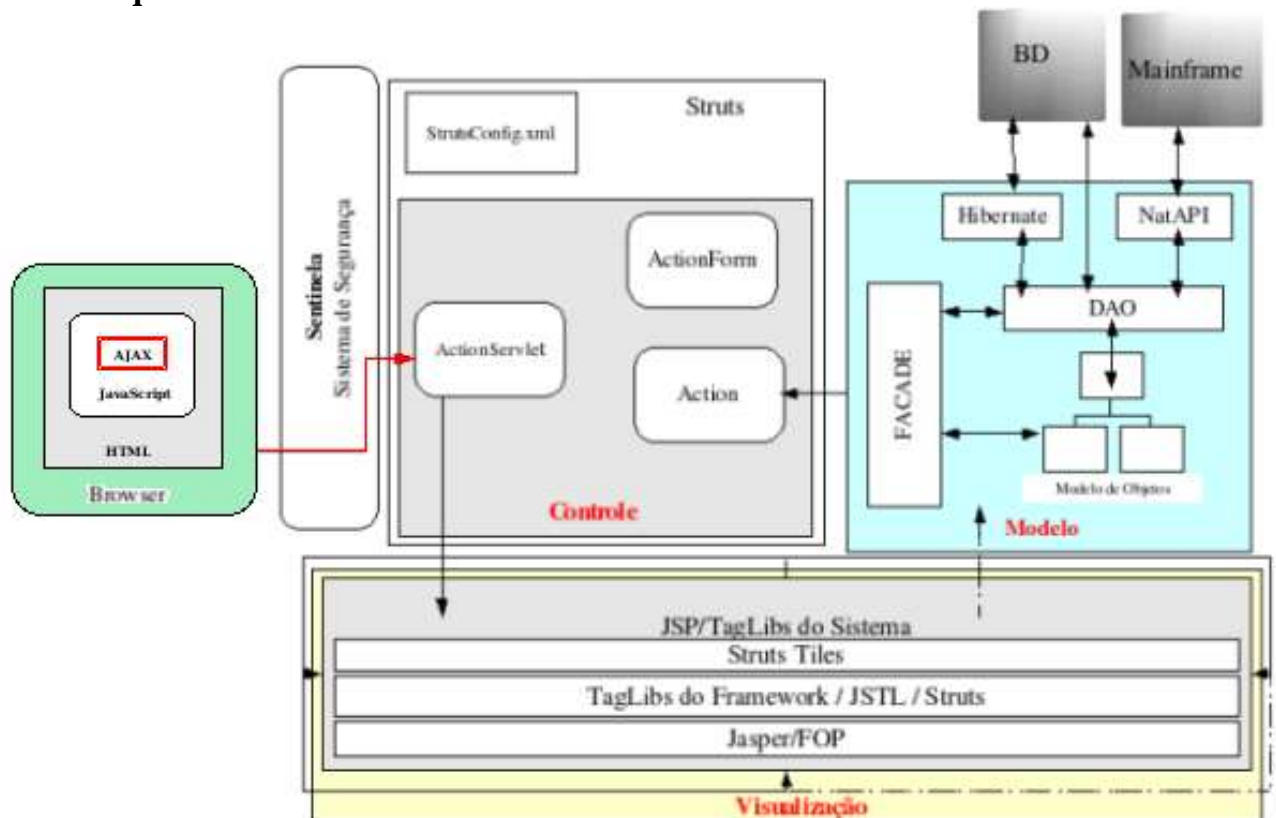 BD
Mainframe
Struts
StrutsConfig.xml
Sentinela
Sistema de Segurança
Hibernate
NatAPI
ActionForm
DAO
ActionServlet
Action
FACADE
AJAX
JavaScript
HTML
Browser
Modelo de Objetos
Controle
Modelo
JSP/TagLibs do Sistema
Struts Tiles
TagLibs do Framework / JSTL / Struts
Jasper/FOP
Visualização